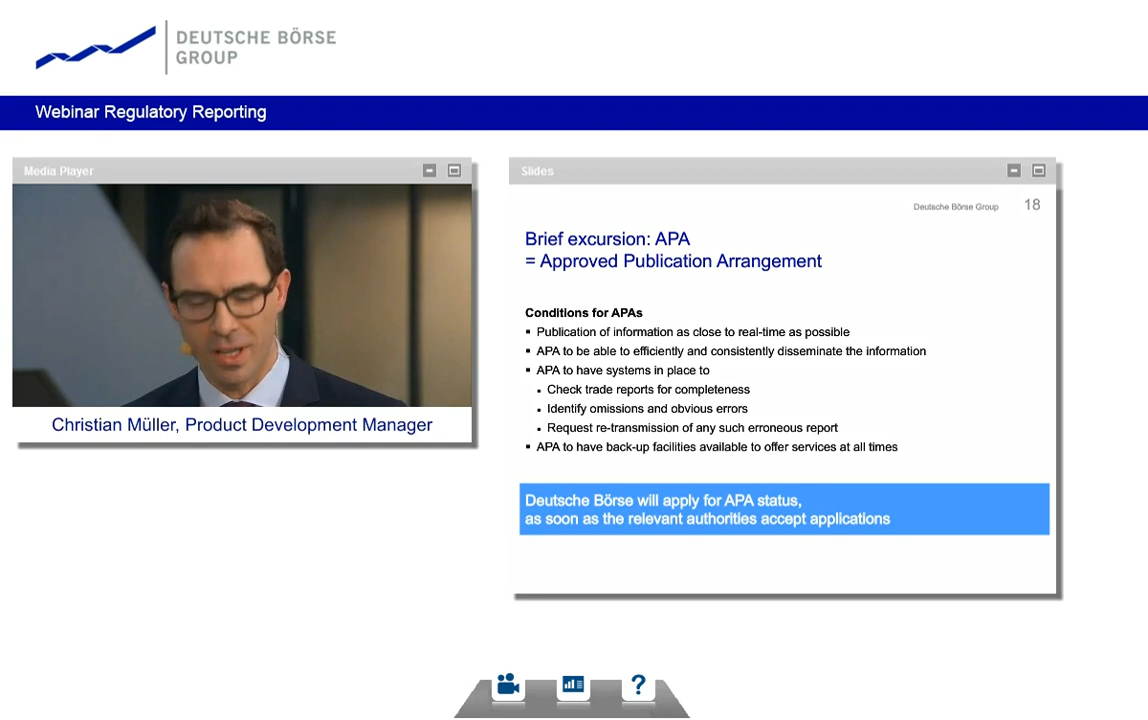 DEUTSCHE BÖRSE
GROUP
Webinar Regulatory Reporting
Media Player
Christian Müller, Product Development Manager
Slides
Deutsche Börse Group 18
Brief excursion: APA
= Approved Publication Arrangement
Conditions for APAs
▪ Publication of information as close to real-time as possible
▪ APA to be able to efficiently and consistently disseminate the information
▪ APA to have systems in place to
▪ Check trade reports for completeness
▪ Identify omissions and obvious errors
▪ Request re-transmission of any such erroneous report
▪ APA to have back-up facilities available to offer services at all times
Deutsche Börse will apply for APA status,
as soon as the relevant authorities accept applications
?